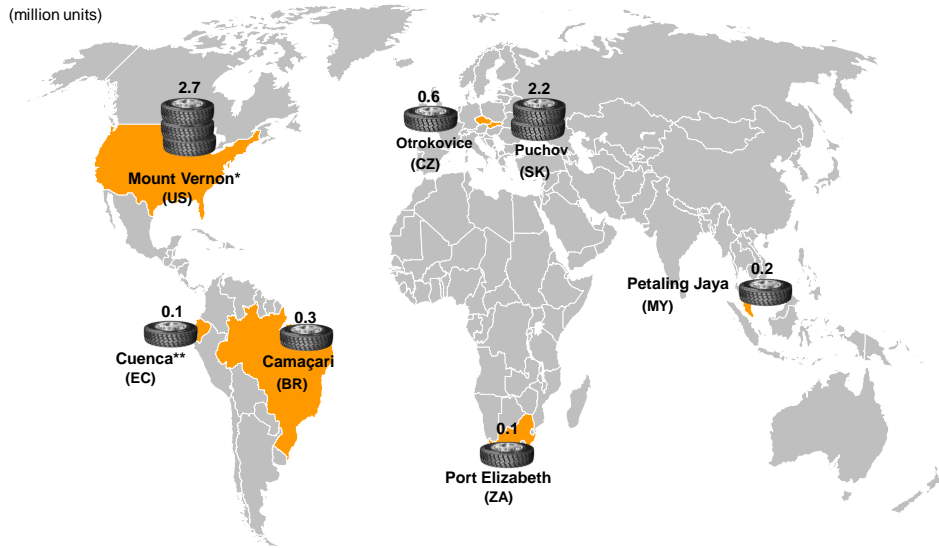 (million units)
2.7
Mount Vernon*
(US)
0.6
Otrokovice
(CZ)
2.2
Puchov
(SK)
0.2
Petaling Jaya
(MY)
0.1
Cuenca**
(EC)
0.3
Camaçari
(BR)
0.1
Port Elizabeth
(ZA)